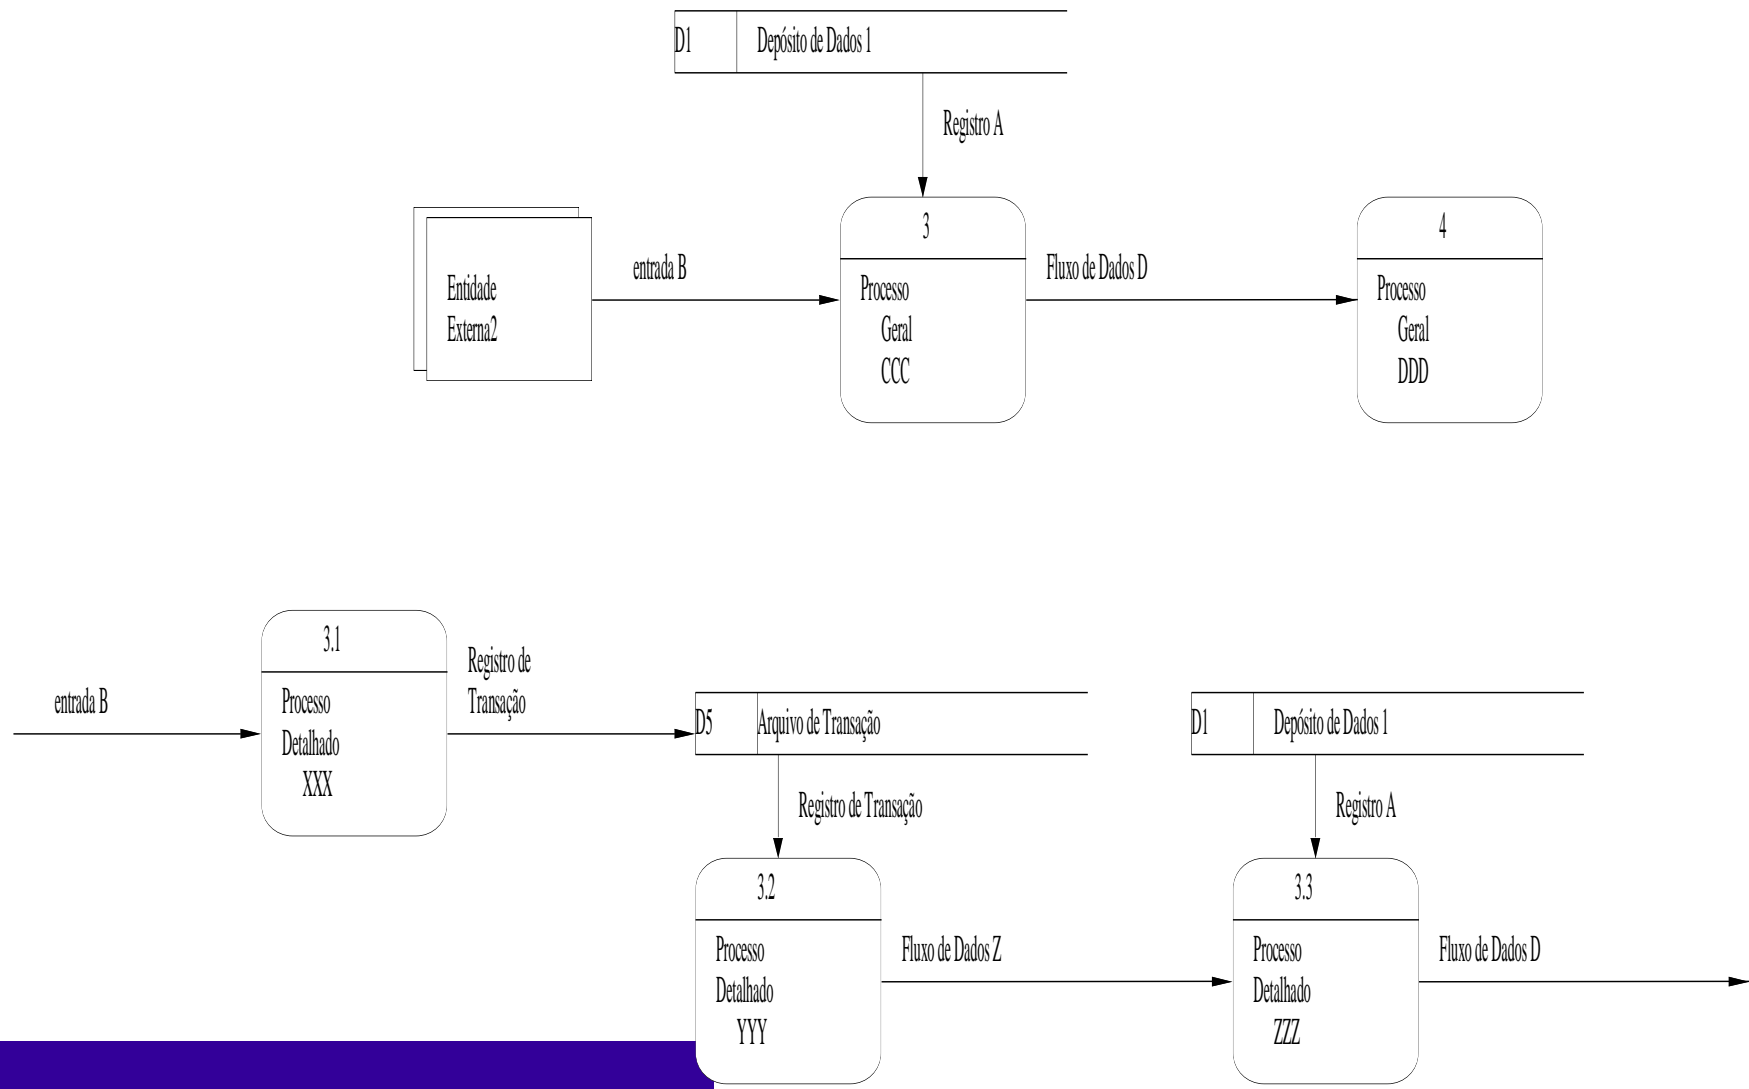 D1
Depósito de Dados 1
Registro A
Entidade
Externa2
entrada B
3
Processo
Geral
CCC
Fluxo de Dados D
4
Processo
Geral
DDD
entrada B
3.1
Processo
Detalhado
XXX
Registro de
Transação
D5
Arquivo de Transação
Registro de Transação
3.2
Processo
Detalhado
YYY
Fluxo de Dados Z
D1
Depósito de Dados 1
Registro A
3.3
Processo
Detalhado
ZZZ
Fluxo de Dados D